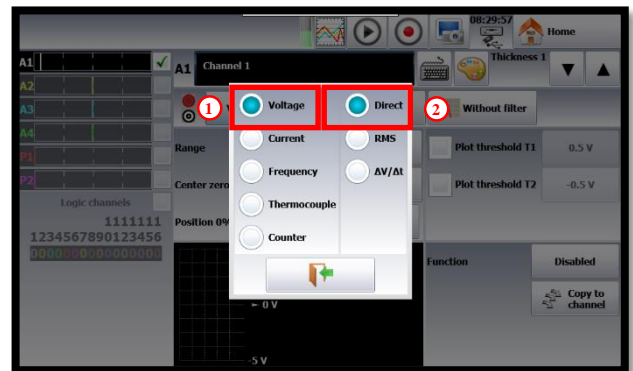 08:29:57
Home
A1
A1 Channel 1
Thickness 1
A2
A3
A4
P1
P2
1 Voltage
Direct 2
Without filter
Current
RMS
Frequency
ΔV/Δt
Thermocouple
Counter
Range
Plot threshold T1 0.5 V
Center zero
Plot threshold T2 -0.5 V
Position 0%
Logic channels
1111111
1234567890123456
0000000000000000
Function Disabled
Copy to
channel
0 V
-5 V